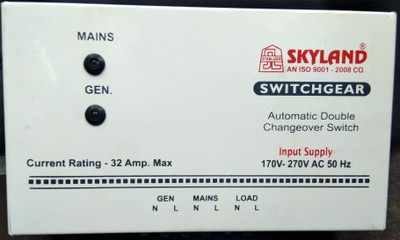 MAINS
GEN.
SKYLAND®
AN ISO 9001 - 2008 CO.
SWITCHGEAR
Automatic Double
Changeover Switch
Input Supply
170V- 270V AC 50 Hz
Current Rating - 32 Amp. Max
GEN MAINS LOAD
N L N L N L